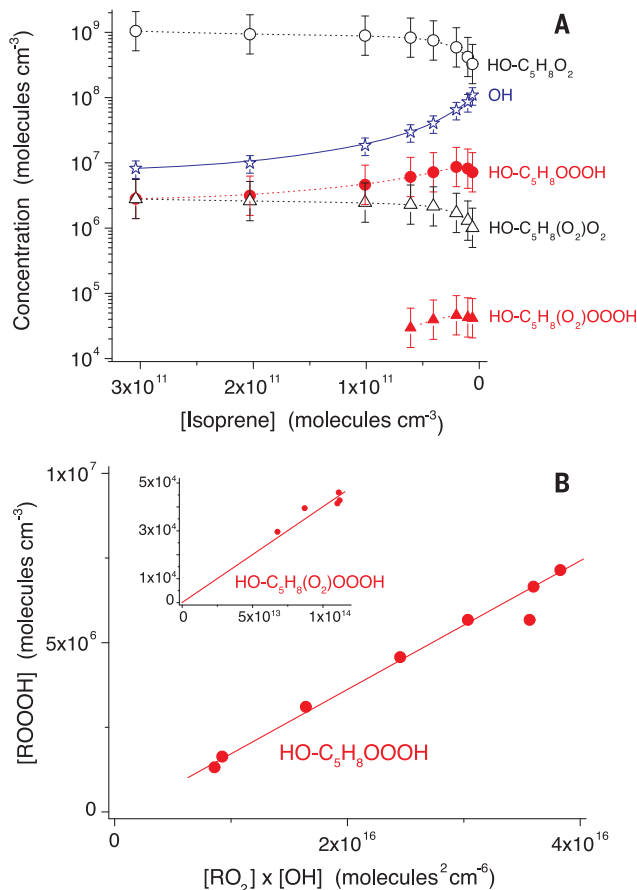 A
10⁹
10⁸
10⁷
10⁶
10⁵
10⁴
Concentration (molecules cm⁻³)
HO-C₅H₈O₂
OH
HO-C₅H₈OOOH
HO-C₅H₈(O₂)O₂
HO-C₅H₈(O₂)OOOH
3x10¹¹ 2x10¹¹ 1x10¹¹ 0
[Isoprene] (molecules cm⁻³)
B
1x10⁷
5x10⁶
0
[ROOOH] (molecules cm⁻³)
5x10⁴
3x10⁴
1x10⁴
0
HO-C₅H₈(O₂)OOOH
0 5x10¹³ 1x10¹⁴
HO-C₅H₈OOOH
0 2x10¹⁶ 4x10¹⁶
[RO₂] x [OH] (molecules² cm⁻⁶)